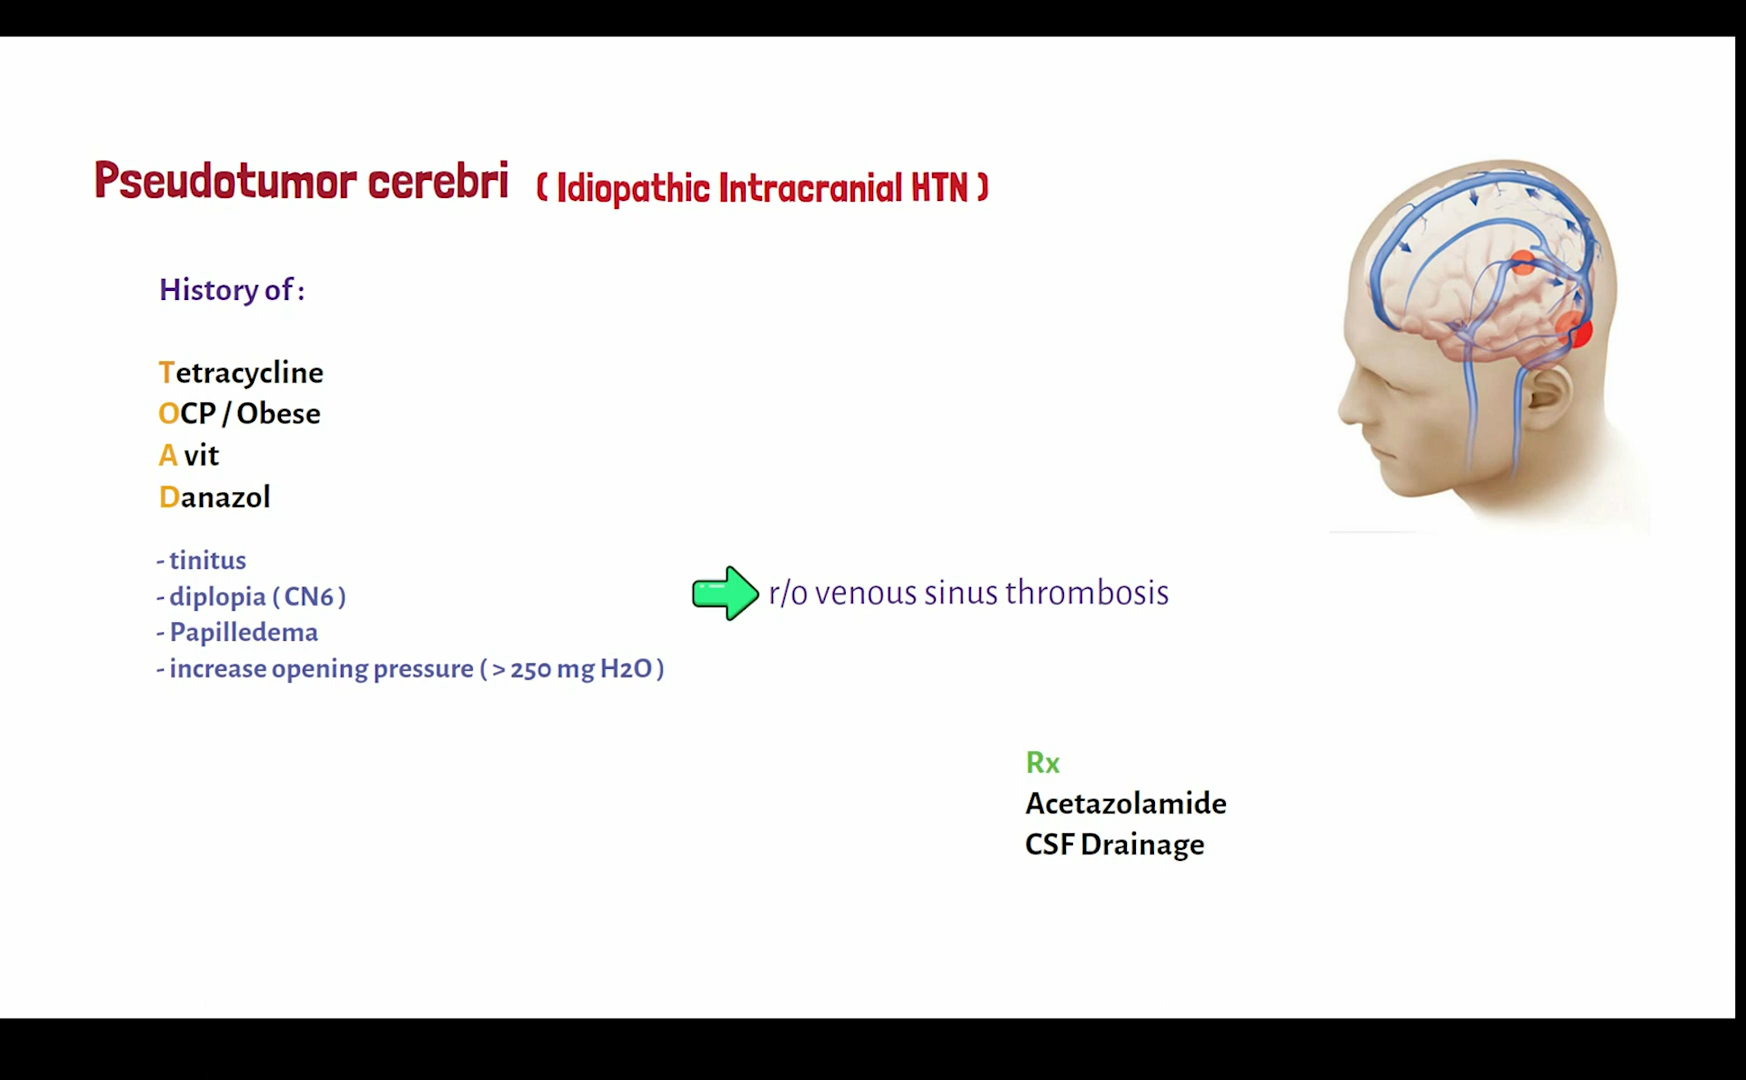 Pseudotumor cerebri ( Idiopathic Intracranial HTN )
History of :
Tetracycline
OCP / Obese
A vit
Danazol
- tinitus
- diplopia ( CN6 )
- Papilledema
- increase opening pressure ( > 250 mg H2O )
r/o venous sinus thrombosis
Rx
Acetazolamide
CSF Drainage